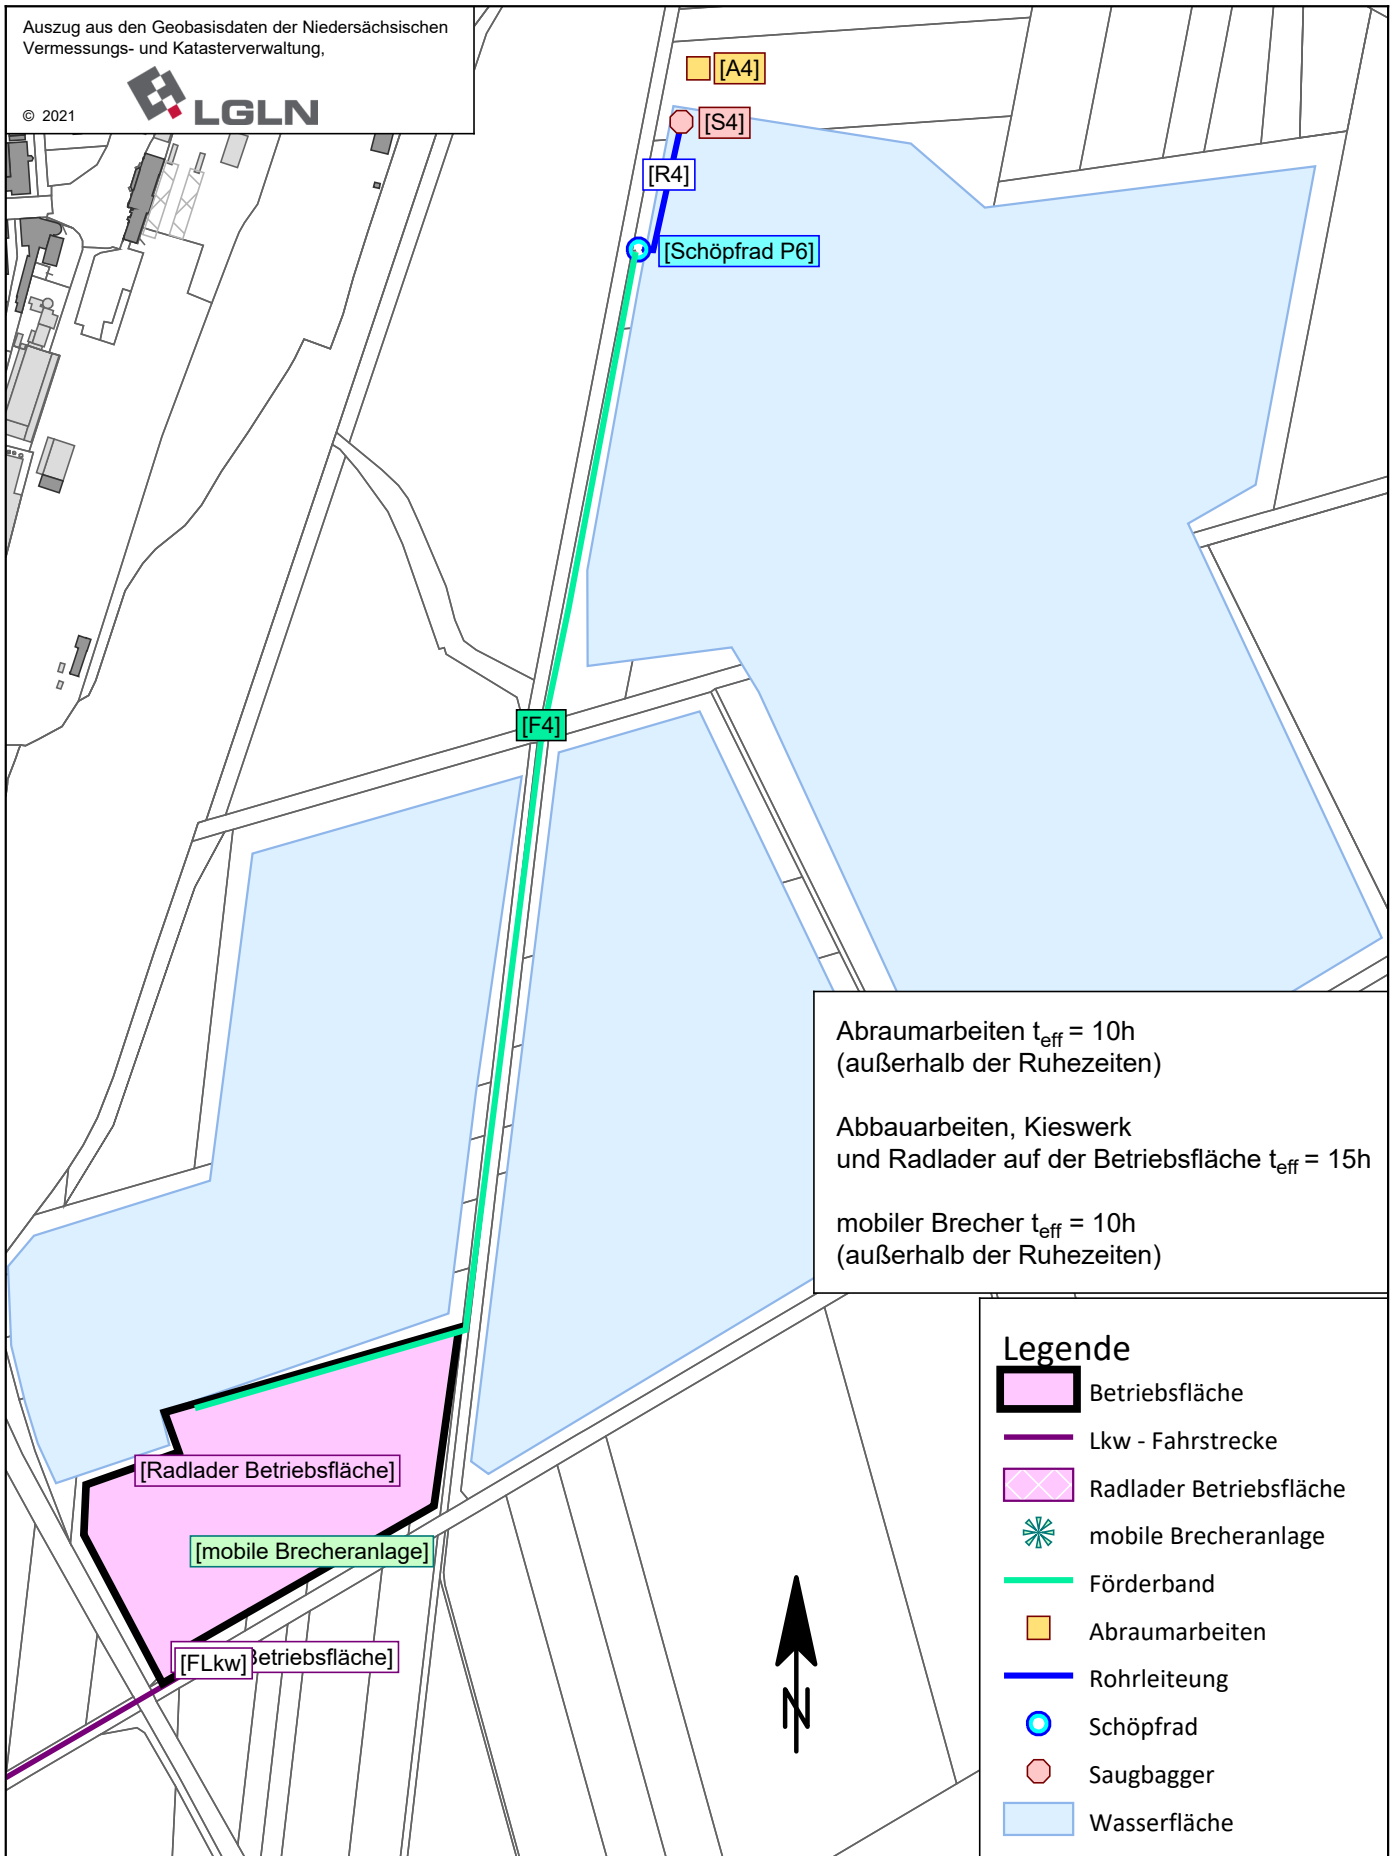 Auszug aus den Geobasisdaten der Niedersächsischen
Vermessungs- und Katasterverwaltung,
© 2021
LGLN
[A4]
[S4]
[R4]
[Schöpfrad P6]
[F4]
Abraumarbeiten teff = 10h
(außerhalb der Ruhezeiten)
Abbauarbeiten, Kieswerk
und Radlader auf der Betriebsfläche teff = 15h
mobiler Brecher teff = 10h
(außerhalb der Ruhezeiten)
[Radlader Betriebsfläche]
[mobile Brecheranlage]
[FLkw]
Betriebsfläche]
N
Legende
Betriebsfläche
Lkw - Fahrstrecke
Radlader Betriebsfläche
mobile Brecheranlage
Förderband
Abraumarbeiten
Rohrleiteung
Schöpfrad
Saugbagger
Wasserfläche